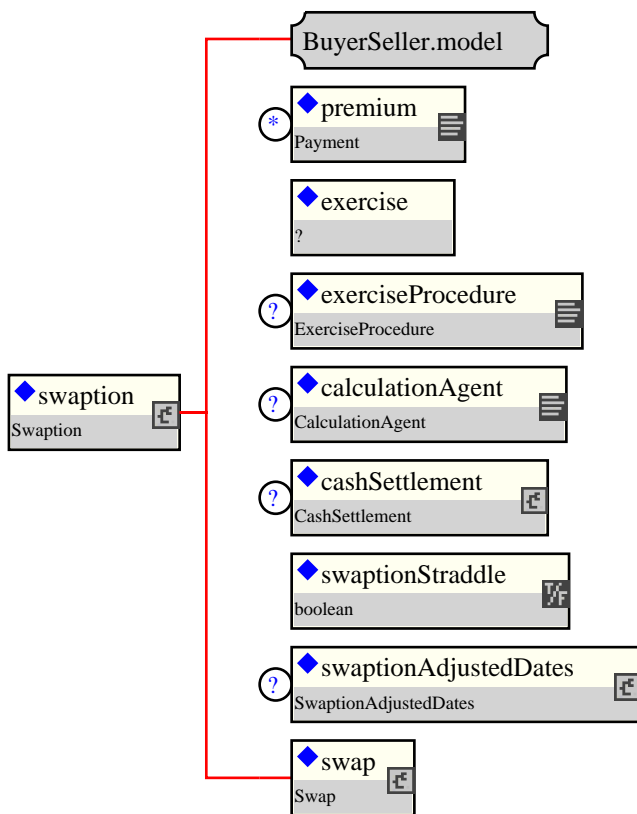 BuyerSeller.model
*
premium
Payment
exercise
?
?
exerciseProcedure
ExerciseProcedure
swaption
Swaption
?
calculationAgent
CalculationAgent
?
cashSettlement
CashSettlement
swaptionStraddle
boolean
T/F
?
swaptionAdjustedDates
SwaptionAdjustedDates
swap
Swap